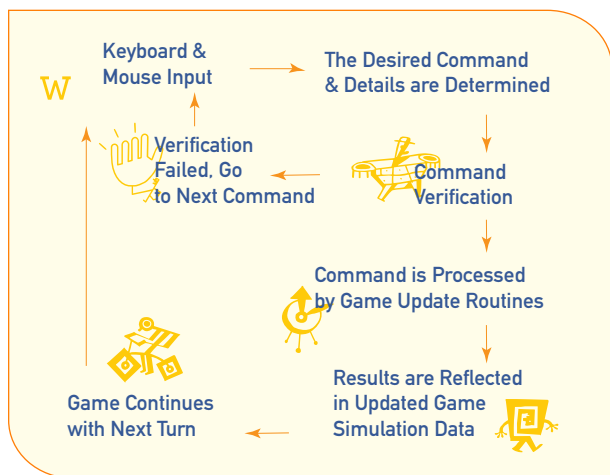 Keyboard &
Mouse Input
The Desired Command
& Details are Determined
W
Verification
Failed, Go
to Next Command
Command
Verification
Command is Processed
by Game Update Routines
Results are Reflected
in Updated Game
Simulation Data
Game Continues
with Next Turn